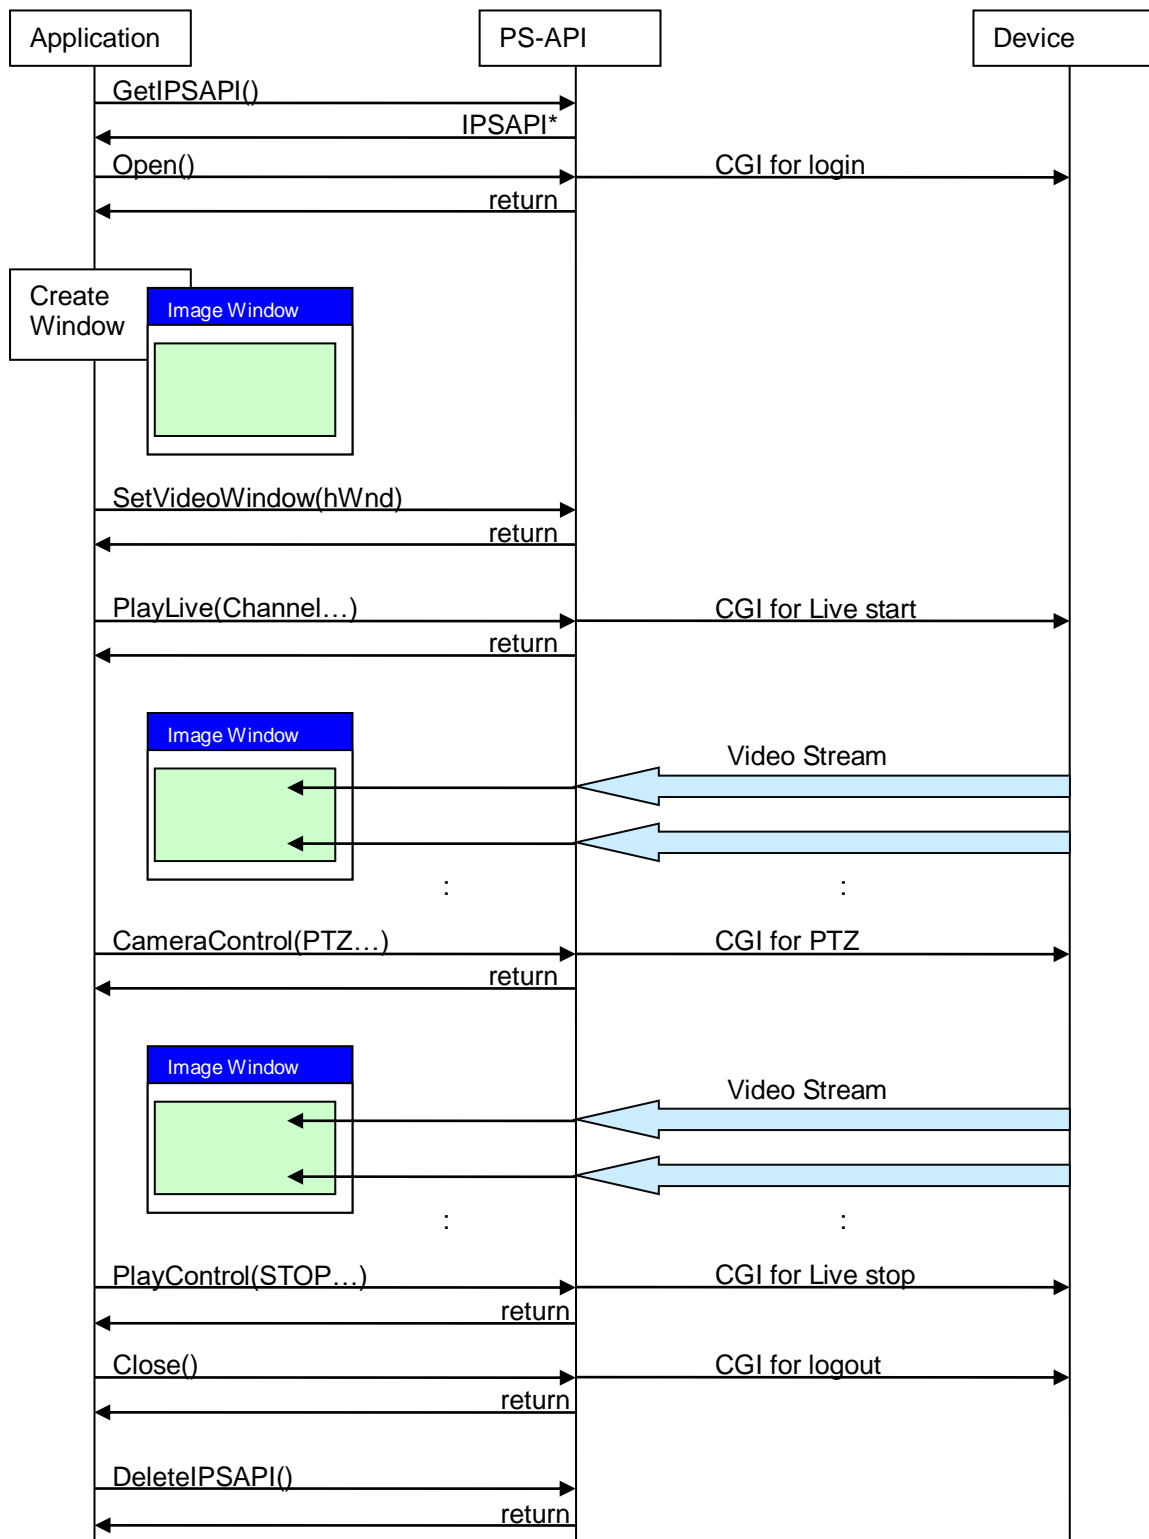 Application
PS-API
Device
GetIPSAPI()
IPSAPI*
Open()
CGI for login
return
Create
Window
Image Window
SetVideoWindow(hWnd)
return
PlayLive(Channel…)
CGI for Live start
return
Image Window
Video Stream
:
:
CameraControl(PTZ…)
CGI for PTZ
return
Image Window
Video Stream
:
:
PlayControl(STOP…)
CGI for Live stop
return
Close()
CGI for logout
return
DeleteIPSAPI()
return